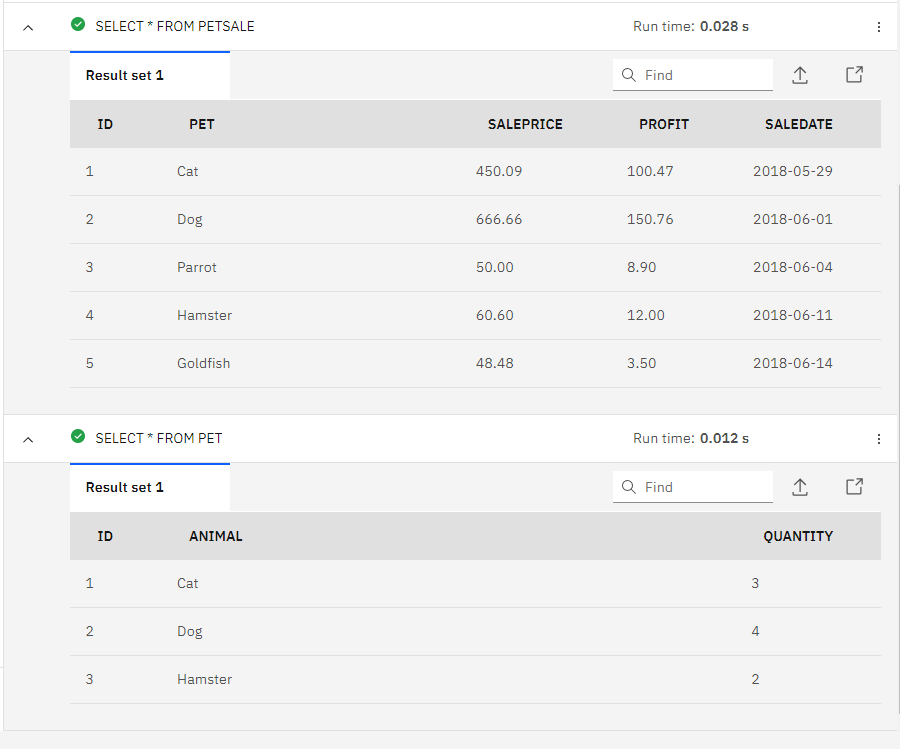 SELECT * FROM PETSALE Run time: 0.028 s
Result set 1 Find
ID PET SALEPRICE PROFIT SALEDATE
1 Cat 450.09 100.47 2018-05-29
2 Dog 666.66 150.76 2018-06-01
3 Parrot 50.00 8.90 2018-06-04
4 Hamster 60.60 12.00 2018-06-11
5 Goldfish 48.48 3.50 2018-06-14
SELECT * FROM PET Run time: 0.012 s
Result set 1 Find
ID ANIMAL QUANTITY
1 Cat 3
2 Dog 4
3 Hamster 2